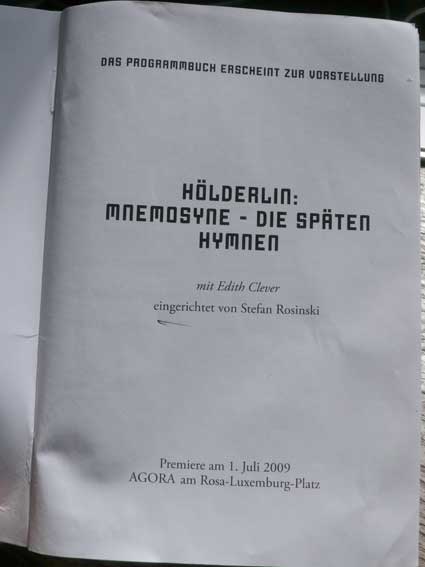 DAS PROGRAMMBUCH ERSCHEINT ZUR VORSTELLUNG
HÖLDERLIN:
MNEMOSYNE - DIE SPÄTEN
HYMNEN
mit Edith Clever
eingerichtet von Stefan Rosinski
Premiere am 1. Juli 2009
AGORA am Rosa-Luxemburg-Platz